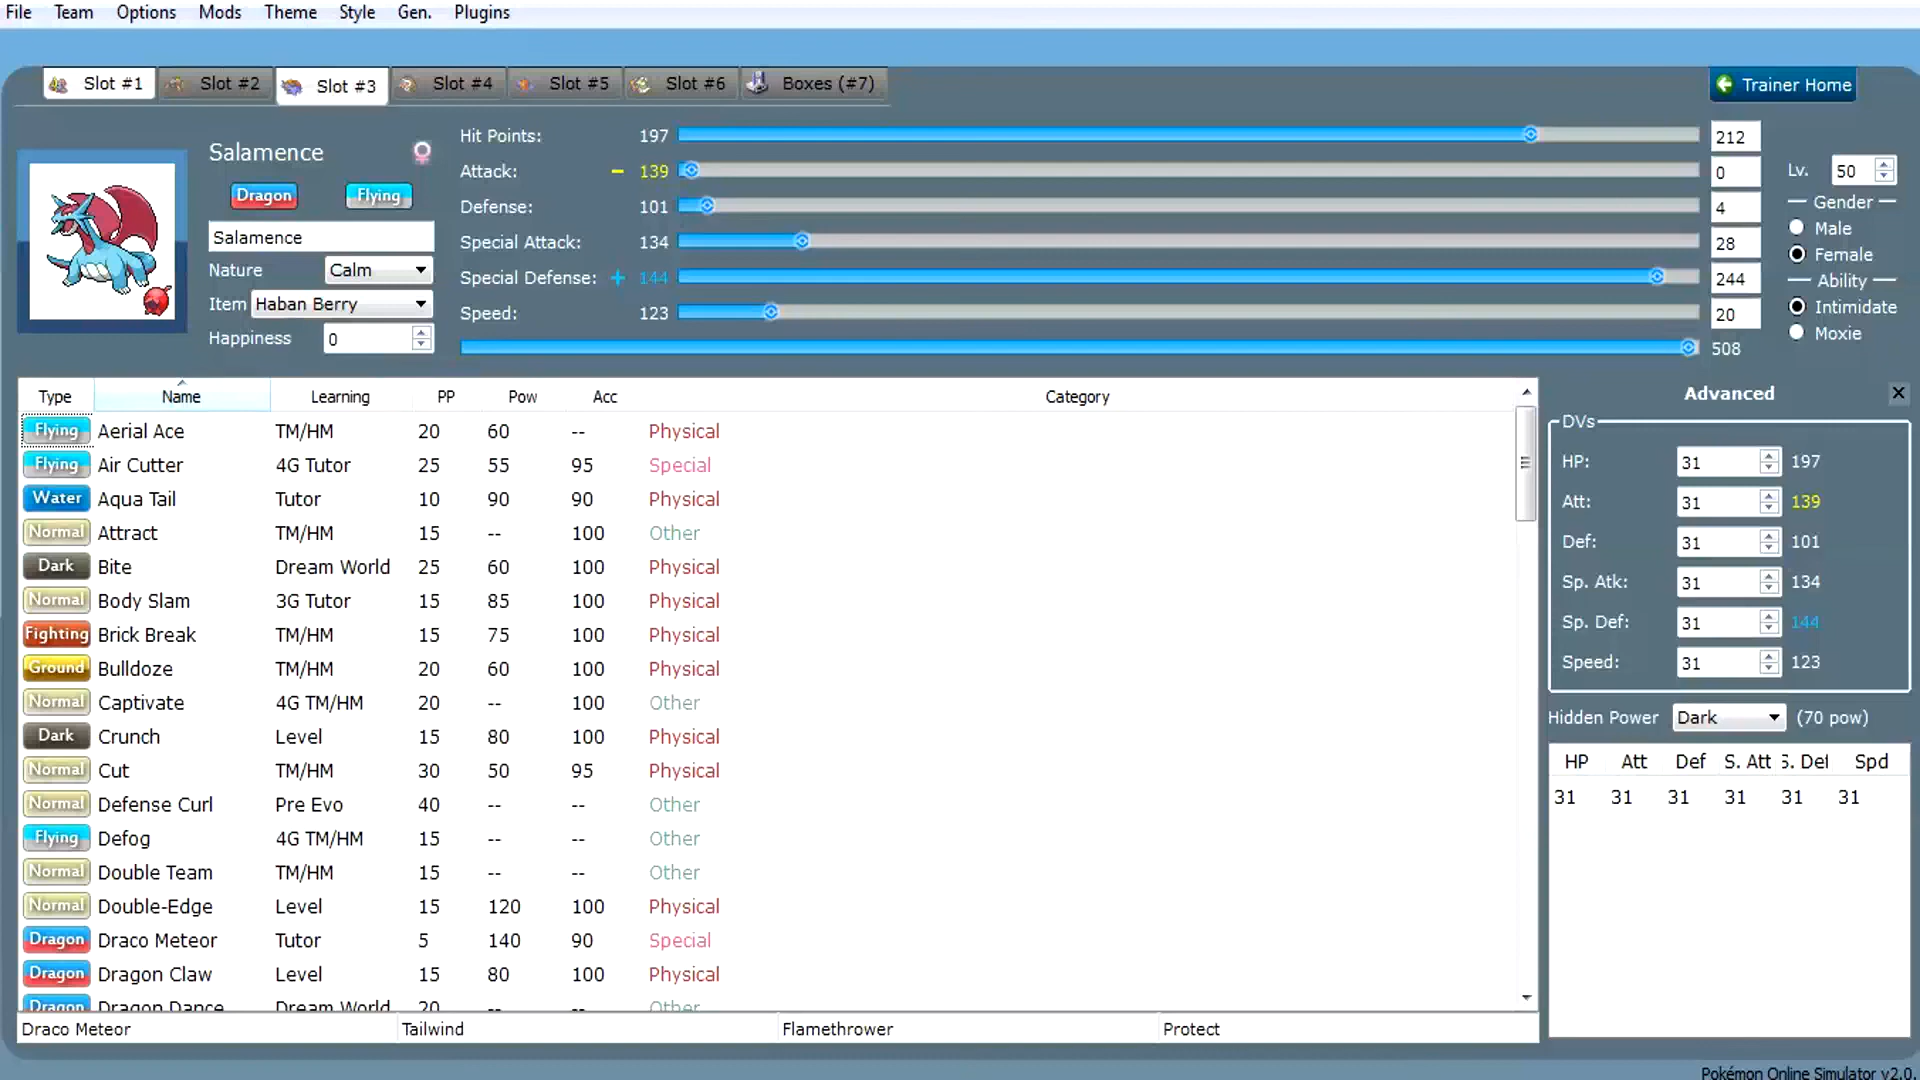 File Team Options Mods Theme Style Gen. Plugins
Slot #1 Slot #2 Slot #3 Slot #4 Slot #5 Slot #6 Boxes (#7) Trainer Home
Salamence
Dragon Flying
Salamence
Nature Calm
Item Haban Berry
Happiness 0
Hit Points: 197 212
Attack: − 139 0
Defense: 101 4
Special Attack: 134 28
Special Defense: + 144 244
Speed: 123 20
508
Lv. 50
Gender
Male
Female
Ability
Intimidate
Moxie
Type Name Learning PP Pow Acc Category
Flying Aerial Ace TM/HM 20 60 -- Physical
Flying Air Cutter 4G Tutor 25 55 95 Special
Water Aqua Tail Tutor 10 90 90 Physical
Normal Attract TM/HM 15 -- 100 Other
Dark Bite Dream World 25 60 100 Physical
Normal Body Slam 3G Tutor 15 85 100 Physical
Fighting Brick Break TM/HM 15 75 100 Physical
Ground Bulldoze TM/HM 20 60 100 Physical
Normal Captivate 4G TM/HM 20 -- 100 Other
Dark Crunch Level 15 80 100 Physical
Normal Cut TM/HM 30 50 95 Physical
Normal Defense Curl Pre Evo 40 -- -- Other
Flying Defog 4G TM/HM 15 -- -- Other
Normal Double Team TM/HM 15 -- -- Other
Normal Double-Edge Level 15 120 100 Physical
Dragon Draco Meteor Tutor 5 140 90 Special
Dragon Dragon Claw Level 15 80 100 Physical
Dragon Dragon Dance Dream World 20 -- -- Other
Draco Meteor Tailwind Flamethrower Protect
Advanced
DVs
HP: 31 197
Att: 31 139
Def: 31 101
Sp. Atk: 31 134
Sp. Def: 31 144
Speed: 31 123
Hidden Power Dark (70 pow)
HP Att Def S. Att S. Def Spd
31 31 31 31 31 31
Pokémon Online Simulator v2.0.